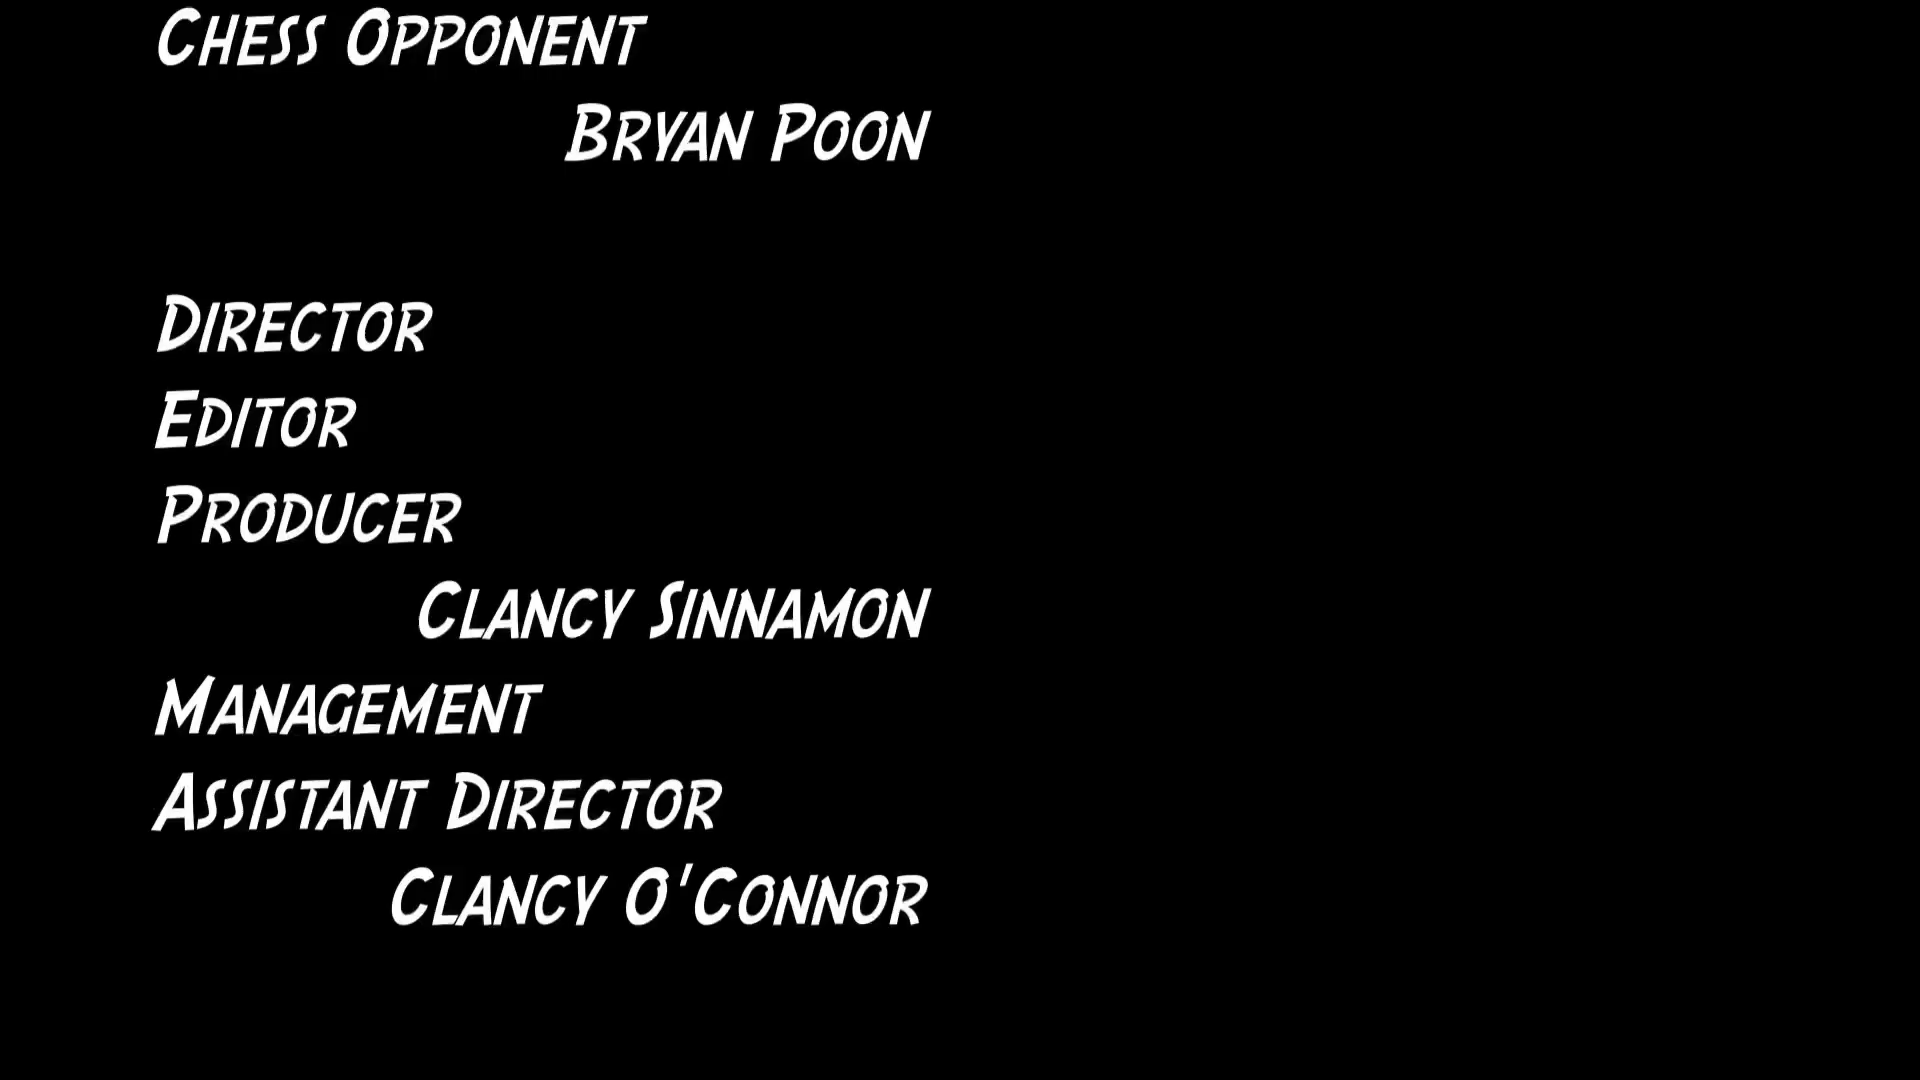 Chess Opponent
Bryan Poon
Director
Editor
Producer
Clancy Sinnamon
Management
Assistant Director
Clancy O'Connor